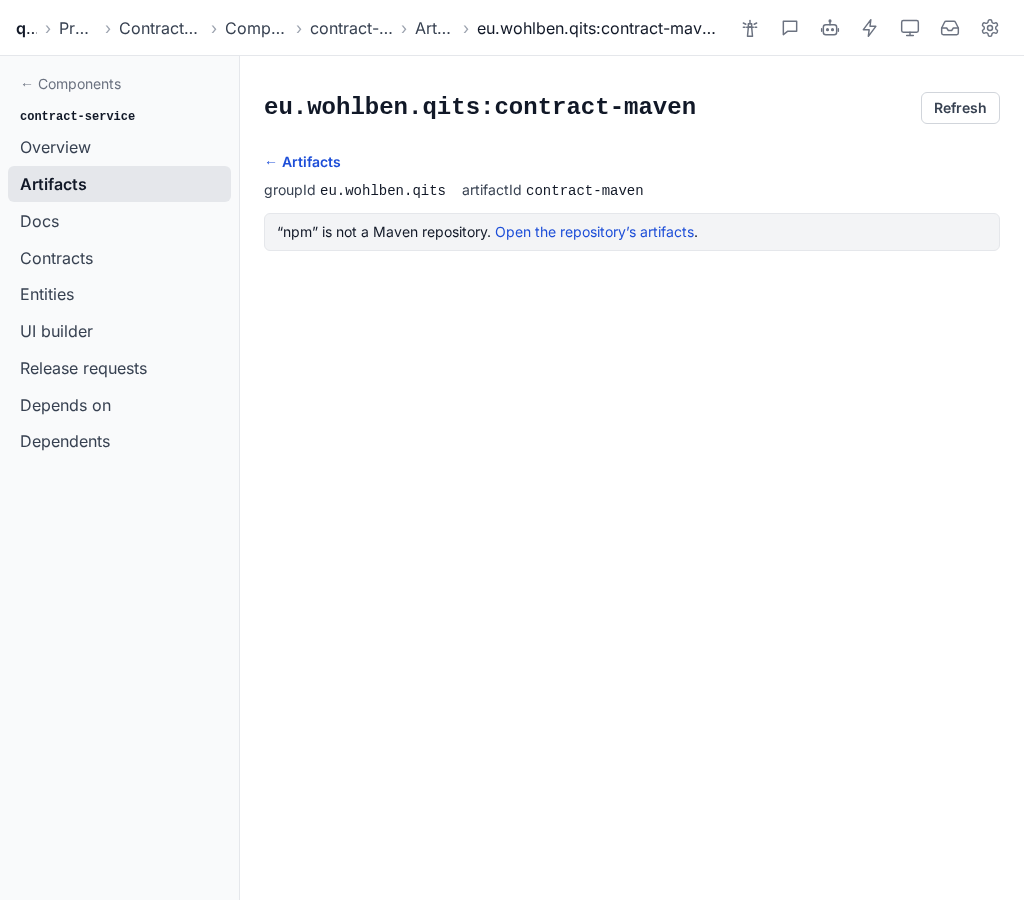 q... › Pr... › Contract... › Comp... › contract-... › Art... › eu.wohlben.qits:contract-mav...
← Components
contract-service
Overview
Artifacts
Docs
Contracts
Entities
UI builder
Release requests
Depends on
Dependents
eu.wohlben.qits:contract-maven
Refresh
← Artifacts
groupId eu.wohlben.qits artifactId contract-maven
“npm” is not a Maven repository. Open the repository’s artifacts.